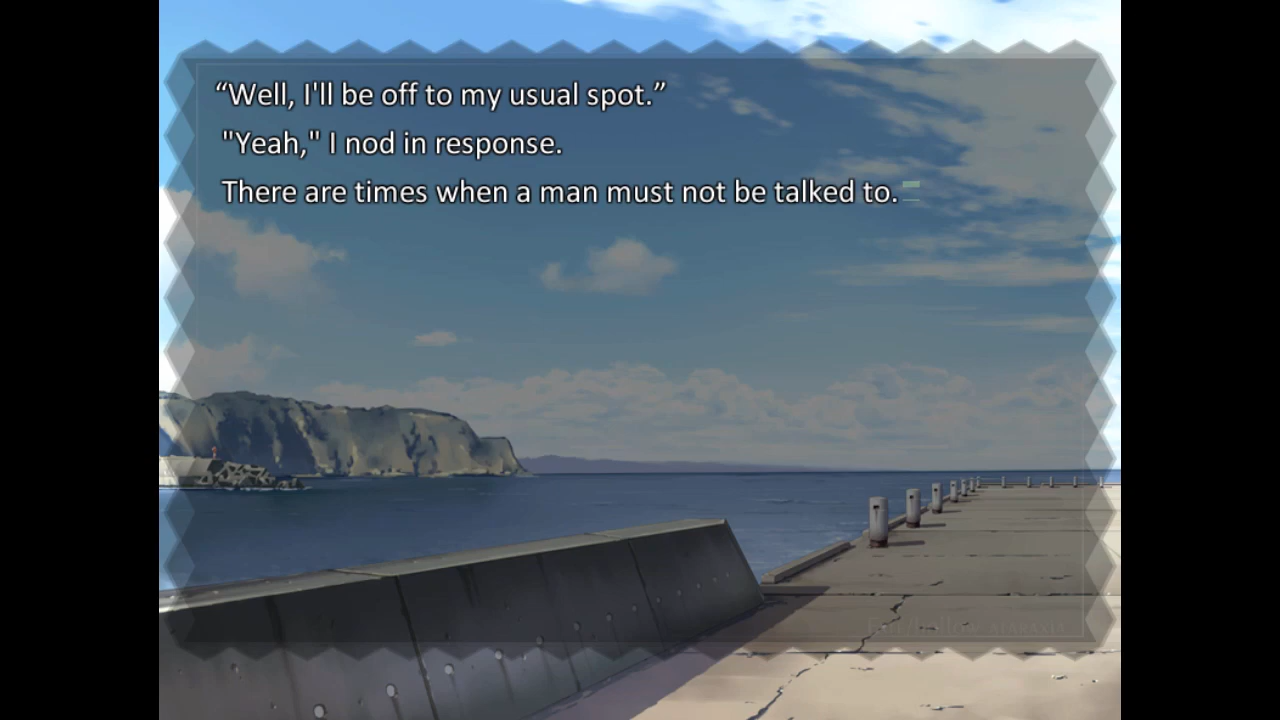 “Well, I'll be off to my usual spot.”
"Yeah," I nod in response.
There are times when a man must not be talked to.